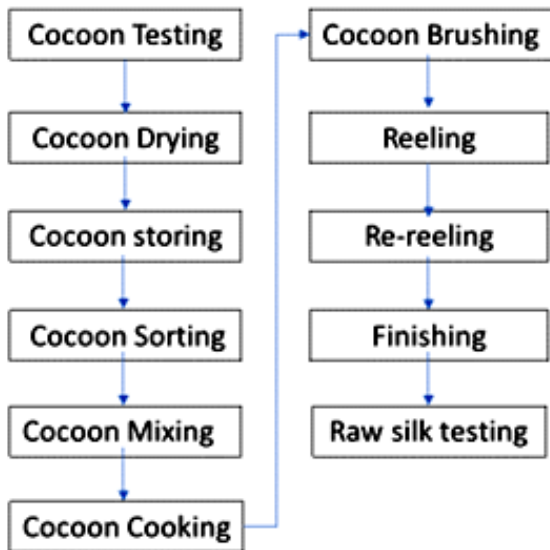 Cocoon Testing
Cocoon Drying
Cocoon storing
Cocoon Sorting
Cocoon Mixing
Cocoon Cooking
Cocoon Brushing
Reeling
Re-reeling
Finishing
Raw silk testing